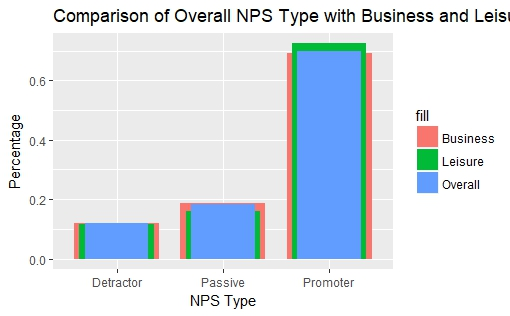 Comparison of Overall NPS Type with Business and Leisu
Percentage
0.6
0.4
0.2
0.0
Detractor
Passive
Promoter
NPS Type
fill
Business
Leisure
Overall